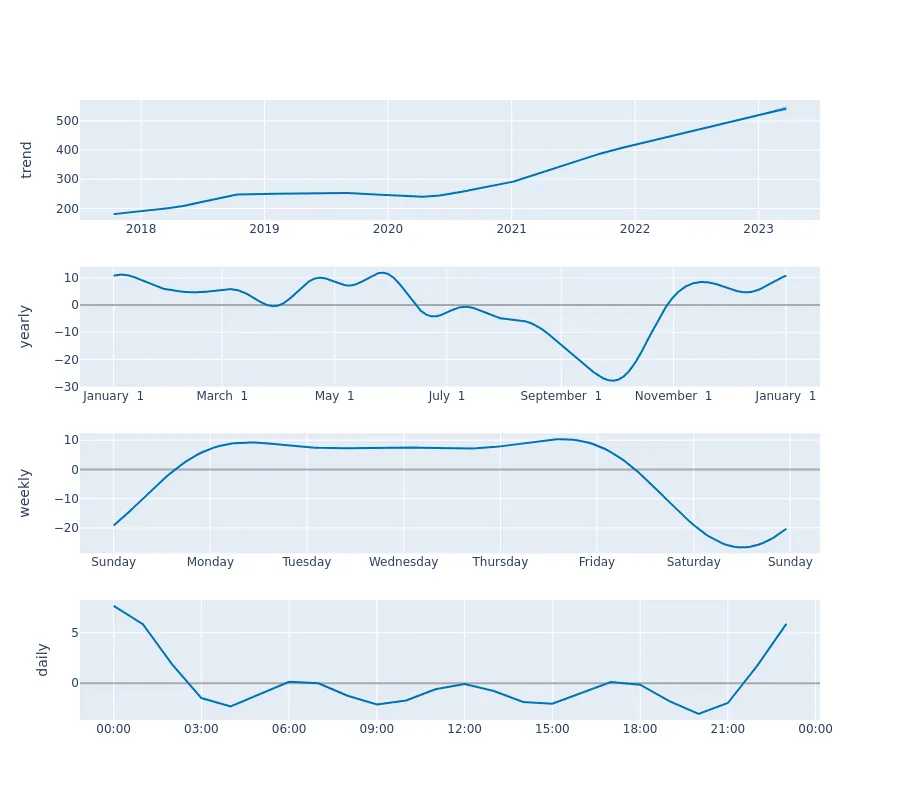 trend
500
400
300
200
2018 2019 2020 2021 2022 2023
yearly
10
0
−10
−20
−30
January 1 March 1 May 1 July 1 September 1 November 1 January 1
weekly
10
0
−10
−20
Sunday Monday Tuesday Wednesday Thursday Friday Saturday Sunday
daily
5
0
00:00 03:00 06:00 09:00 12:00 15:00 18:00 21:00 00:00